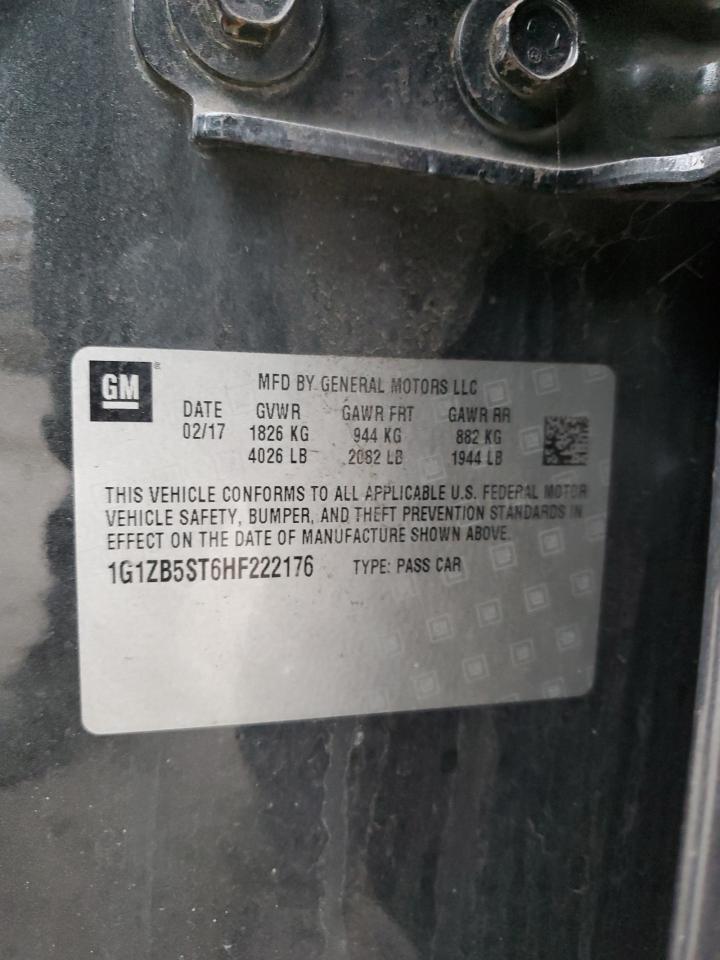 GM
MFD BY GENERAL MOTORS LLC
DATE GVWR GAWR FRT GAWR RR
02/17 1826 KG 944 KG 882 KG
4026 LB 2082 LB 1944 LB
THIS VEHICLE CONFORMS TO ALL APPLICABLE U.S. FEDERAL MOTOR
VEHICLE SAFETY, BUMPER, AND THEFT PREVENTION STANDARDS IN
EFFECT ON THE DATE OF MANUFACTURE SHOWN ABOVE.
1G1ZB5ST6HF222176 TYPE: PASS CAR